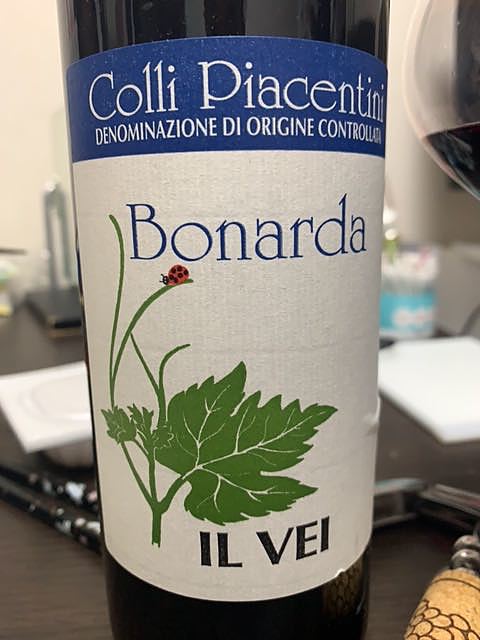 Colli Piacentini
DENOMINAZIONE DI ORIGINE CONTROLLATA
Bonarda
IL VEI